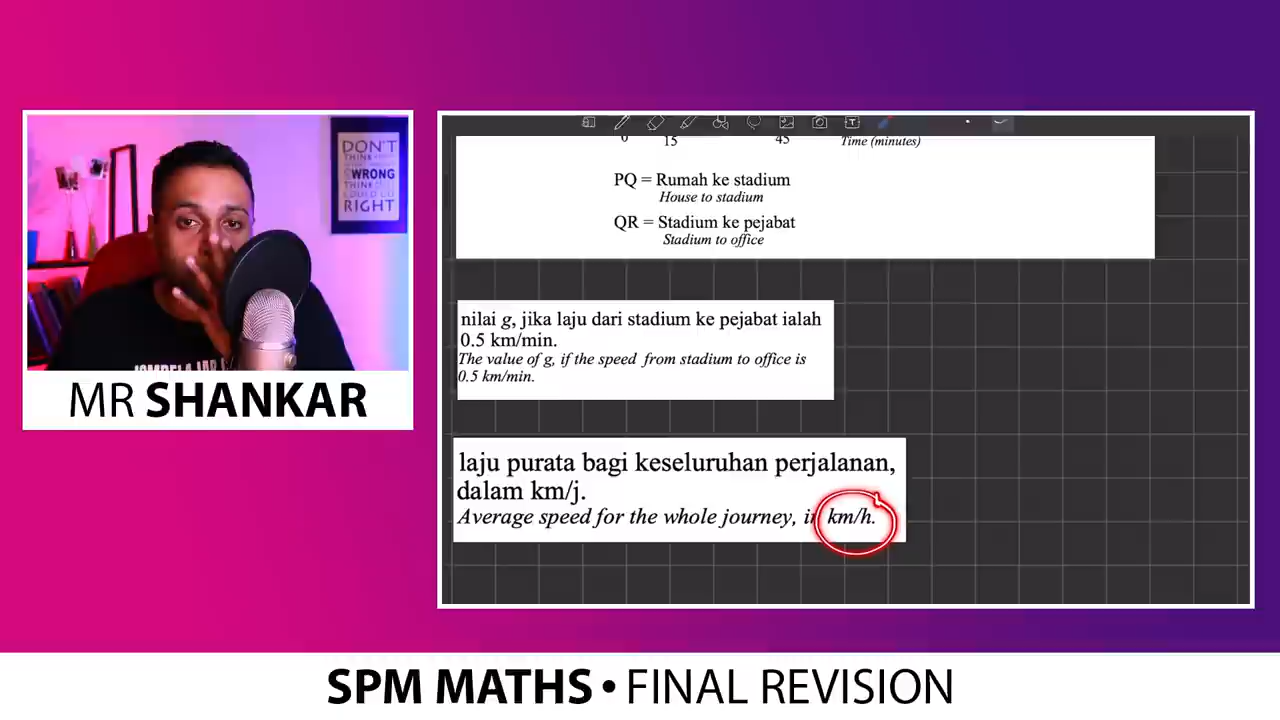 DON'T
THINK
WRONG
THINK
COULD GO
RIGHT
MR SHANKAR
0 15 45 Time (minutes)
PQ = Rumah ke stadium
House to stadium
QR = Stadium ke pejabat
Stadium to office
nilai g, jika laju dari stadium ke pejabat ialah
0.5 km/min.
The value of g, if the speed from stadium to office is
0.5 km/min.
laju purata bagi keseluruhan perjalanan,
dalam km/j.
Average speed for the whole journey, in km/h.
SPM MATHS • FINAL REVISION